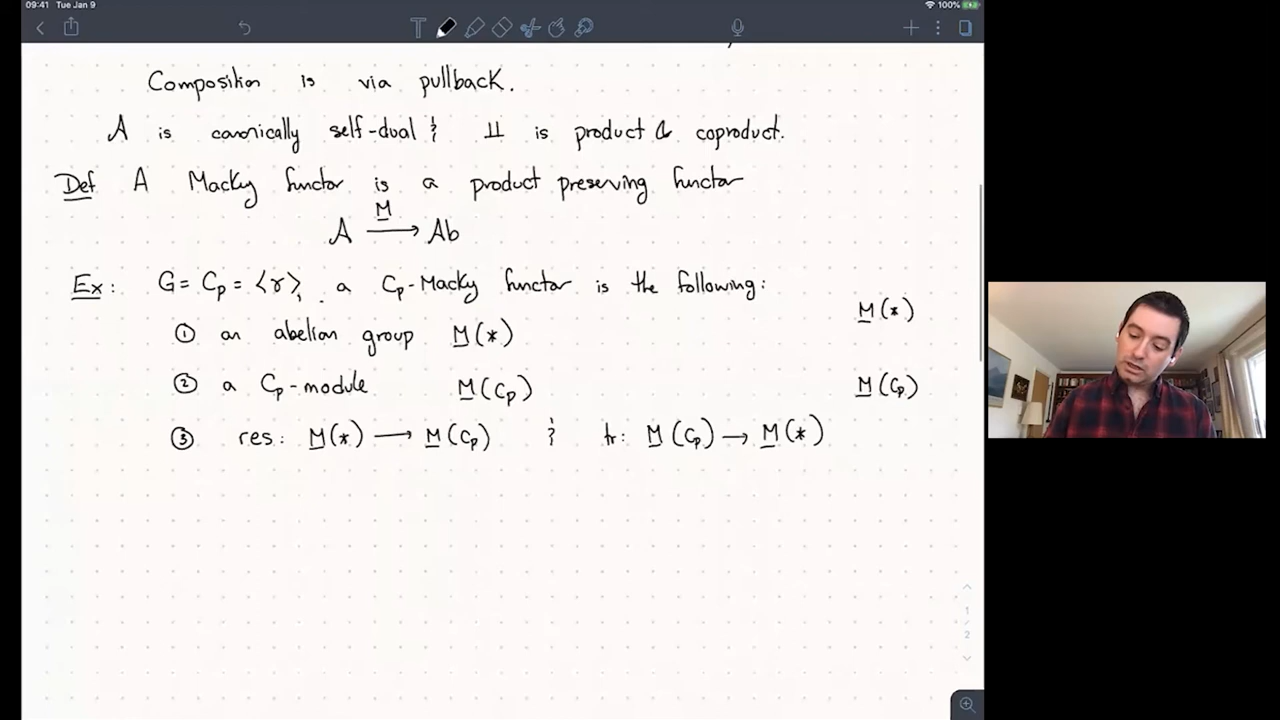 09:41 Tue Jan 9
100%
Composition is via pullback.
A is canonically self-dual & ⊔ is product & coproduct.
Def A Macky functor is a product preserving functor
A —M→ Ab
Ex: G = Cp = ⟨γ⟩, a Cp-Macky functor is the following:
① an abelian group M(*)
M(*)
② a Cp-module M(Cp)
M(Cp)
③ res: M(*) → M(Cp) & tr: M(Cp) → M(*)
1
/
2